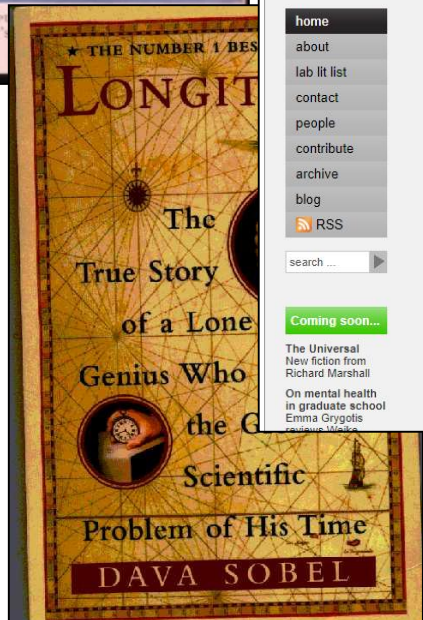 ★ THE NUMBER 1 BES
LONGIT
The
True Story
of a Lone
Genius Who
the G
Scientific
Problem of His Time
DAVA SOBEL
home
about
lab lit list
contact
people
contribute
archive
blog
RSS
search ...
Coming soon...
The Universal
New fiction from
Richard Marshall
On mental health
in graduate school
Emma Grygotis
reviews Weike